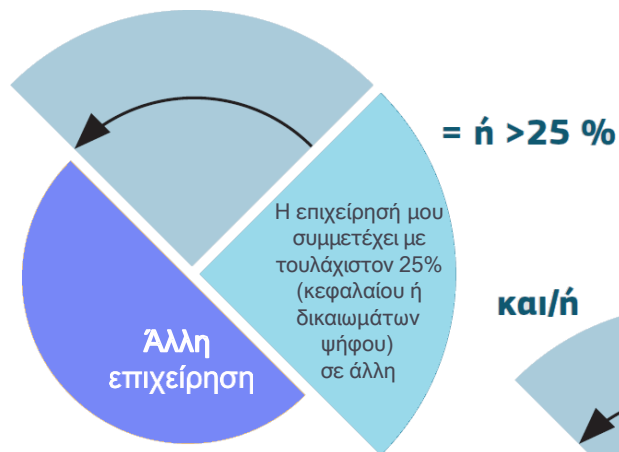 = ή >25 %
Η επιχείρησή μου
συμμετέχει με
τουλάχιστον 25%
(κεφαλαίου ή
δικαιωμάτων
ψήφου)
σε άλλη
και/ή
Άλλη
επιχείρηση